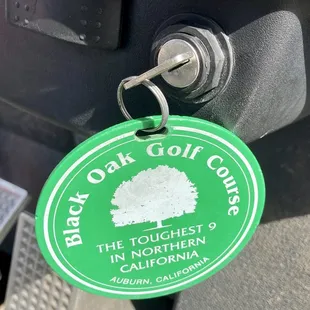 Black Oak Golf Course
THE TOUGHEST 9
IN NORTHERN
CALIFORNIA
AUBURN, CALIFORNIA